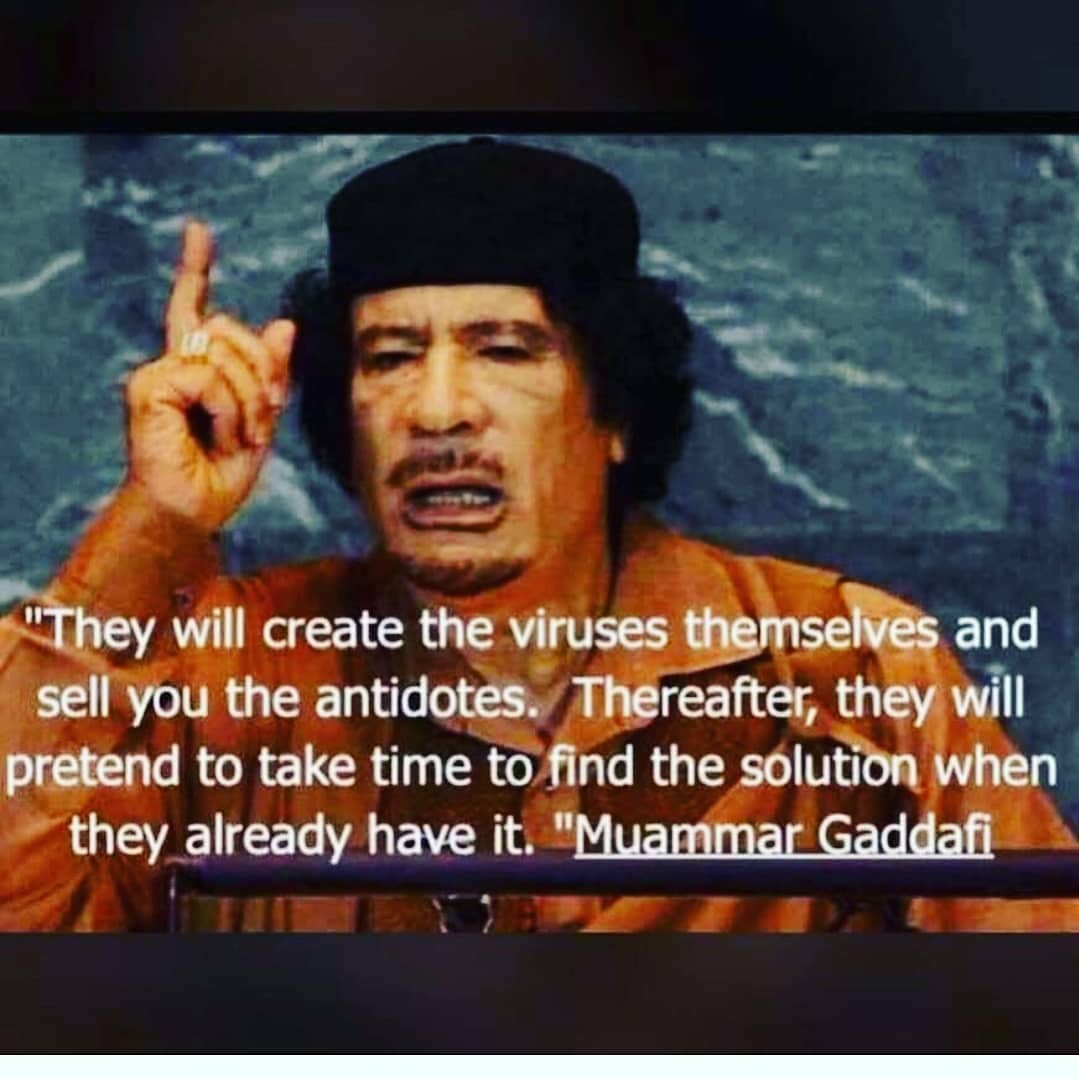 "They will create the viruses themselves and
sell you the antidotes. Thereafter, they will
pretend to take time to find the solution when
they already have it. "Muammar Gaddafi